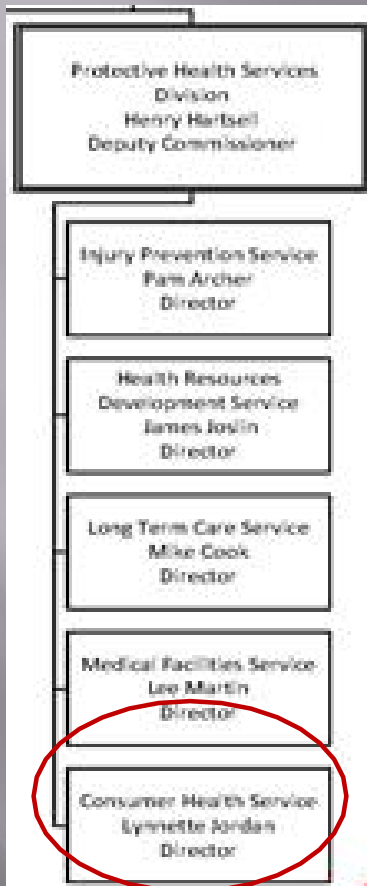 Protective Health Services
Division
Henry Hartsell
Deputy Commissioner
Injury Prevention Service
Pam Archer
Director
Health Resources
Development Service
James Joslin
Director
Long Term Care Service
Mike Cook
Director
Medical Facilities Service
Lee Martin
Director
Consumer Health Service
Lynnette Jordan
Director